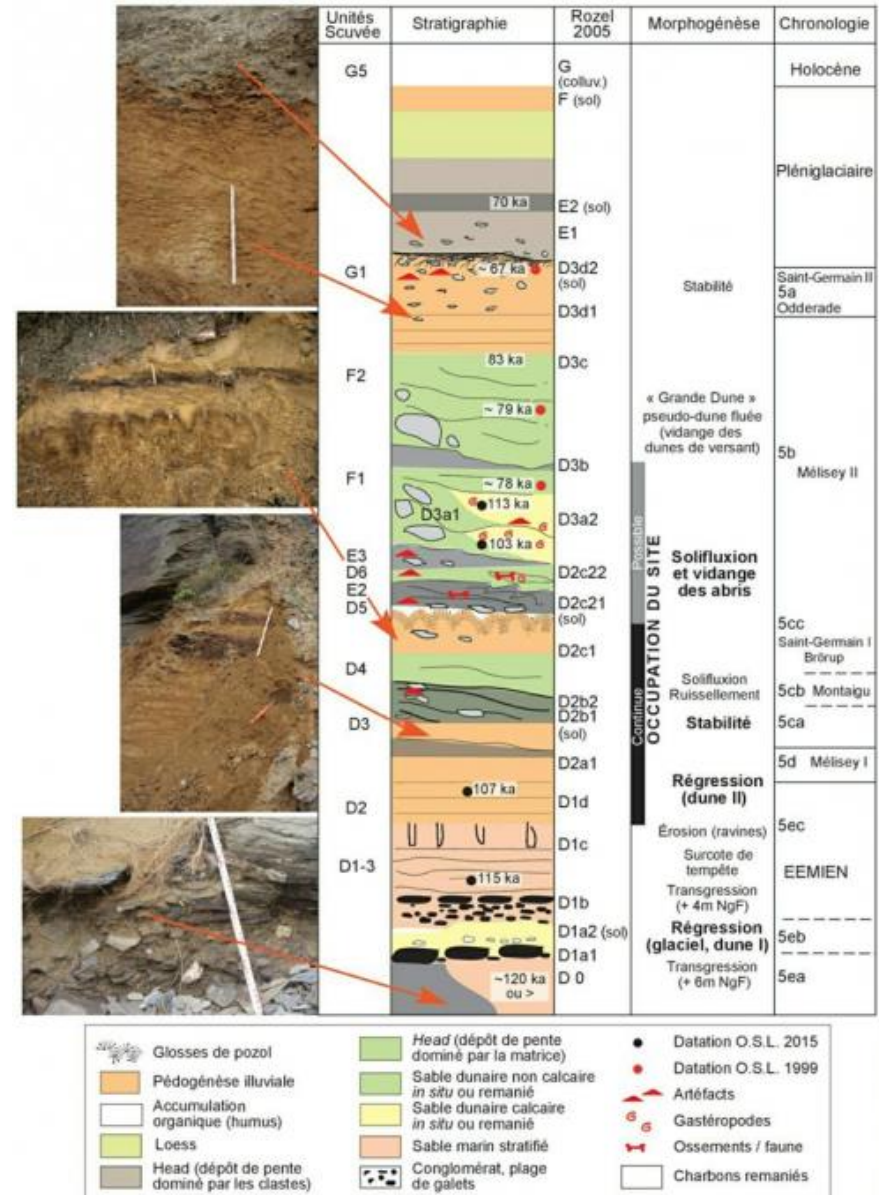 Unités
Scuvée
Stratigraphie
Rozel
2005
Morphogénèse
Chronologie
G5
G
(colluv.)
Holocène
F (sol)
Pléniglaciaire
70 ka
E2 (sol)
E1
G1
~ 67 ka
D3d2
(sol)
Stabilité
Saint-Germain II
5a
Odderade
D3d1
83 ka
D3c
F2
« Grande Dune »
pseudo-dune fluée
(vidange des
dunes de versant)
~ 79 ka
5b
Mélisey II
D3b
F1
~ 78 ka
113 ka
D3a1
D3a2
103 ka
Possible
OCCUPATION DU SITE
E3
D6
D2c22
Solifluxion
et vidange
des abris
E2
D5
D2c21
(sol)
5cc
Saint-Germain I
Brörup
D2c1
D4
Solifluxion
Ruissellement
5cb
Montaigu
D2b2
D2b1
Continue
D3
(sol)
Stabilité
5ca
D2a1
5d
Mélisey I
107 ka
Régression
(dune II)
D2
D1d
Érosion (ravines)
5ec
D1c
D1-3
Surcote de
tempête
115 ka
EEMIEN
D1b
Transgression
(+ 4m NgF)
D1a2 (sol)
Régression
(glaciel, dune I)
5eb
D1a1
~120 ka
ou >
D 0
Transgression
(+ 6m NgF)
5ea
Glosses de pozol
Pédogénèse illuviale
Accumulation
organique (humus)
Loess
Head (dépôt de pente
dominé par les clastes)
Head (dépôt de pente
dominé par la matrice)
Sable dunaire non calcaire
in situ ou remanié
Sable dunaire calcaire
in situ ou remanié
Sable marin stratifié
Conglomérat, plage
de galets
Datation O.S.L. 2015
Datation O.S.L. 1999
Artéfacts
Gastéropodes
Ossements / faune
Charbons remaniés